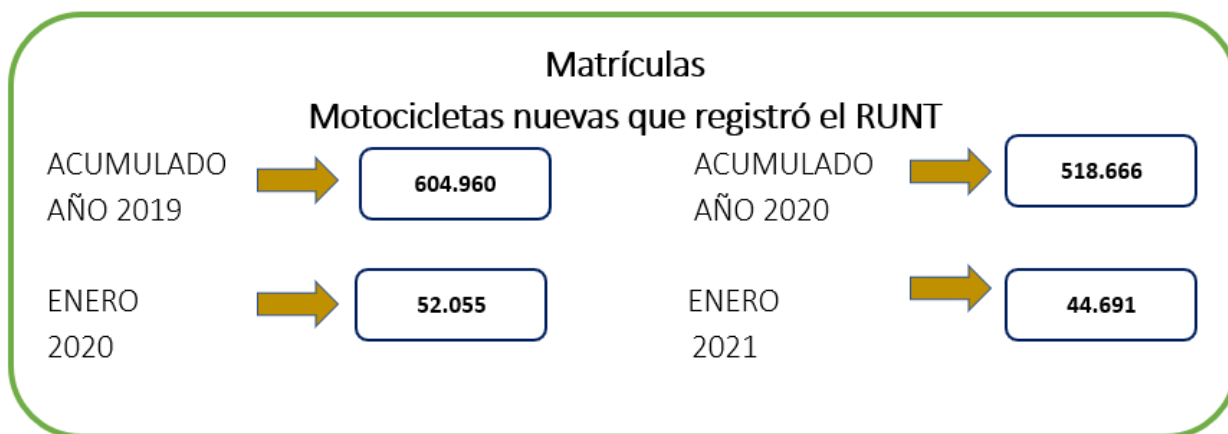 Matrículas
Motocicletas nuevas que registró el RUNT
ACUMULADO
AÑO 2019
604.960
ACUMULADO
AÑO 2020
518.666
ENERO
2020
52.055
ENERO
2021
44.691